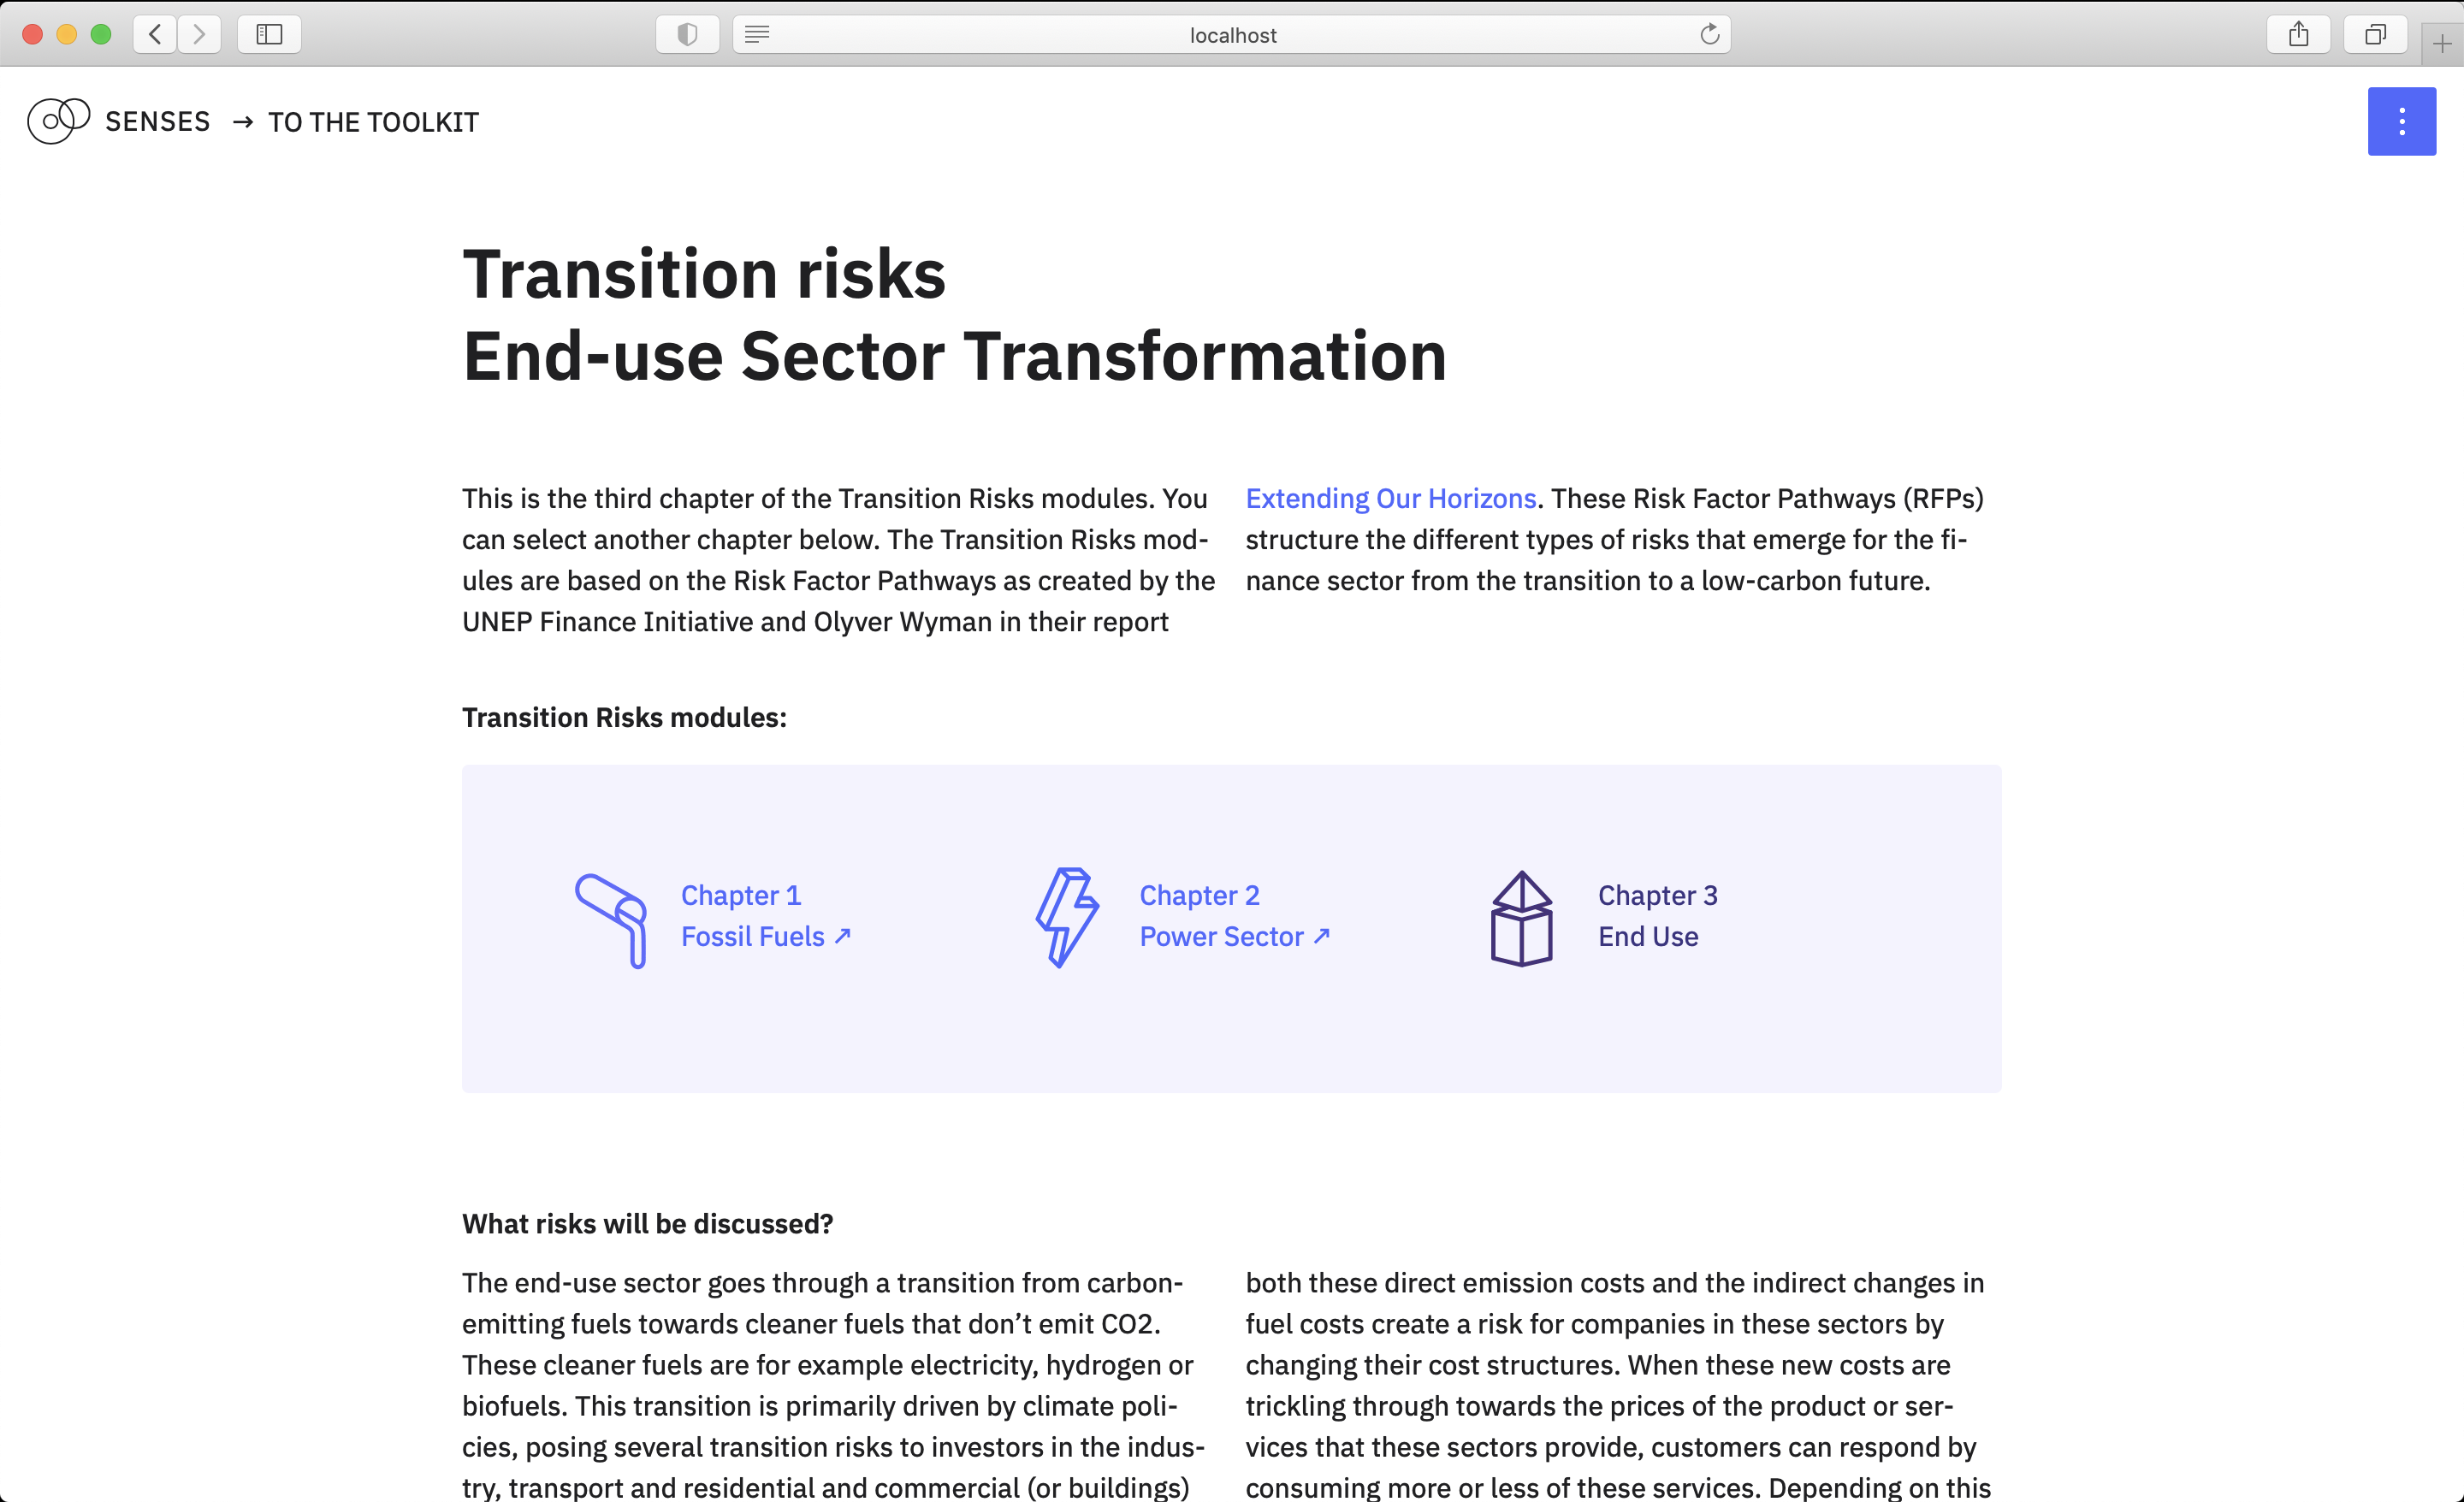 localhost
SENSES → TO THE TOOLKIT
Transition risks
End-use Sector Transformation
This is the third chapter of the Transition Risks modules. You
can select another chapter below. The Transition Risks mod-
ules are based on the Risk Factor Pathways as created by the
UNEP Finance Initiative and Olyver Wyman in their report
Extending Our Horizons. These Risk Factor Pathways (RFPs)
structure the different types of risks that emerge for the fi-
nance sector from the transition to a low-carbon future.
Transition Risks modules:
Chapter 1
Fossil Fuels ↗
Chapter 2
Power Sector ↗
Chapter 3
End Use
What risks will be discussed?
The end-use sector goes through a transition from carbon-
emitting fuels towards cleaner fuels that don’t emit CO2.
These cleaner fuels are for example electricity, hydrogen or
biofuels. This transition is primarily driven by climate poli-
cies, posing several transition risks to investors in the indus-
try, transport and residential and commercial (or buildings)
both these direct emission costs and the indirect changes in
fuel costs create a risk for companies in these sectors by
changing their cost structures. When these new costs are
trickling through towards the prices of the product or ser-
vices that these sectors provide, customers can respond by
consuming more or less of these services. Depending on this